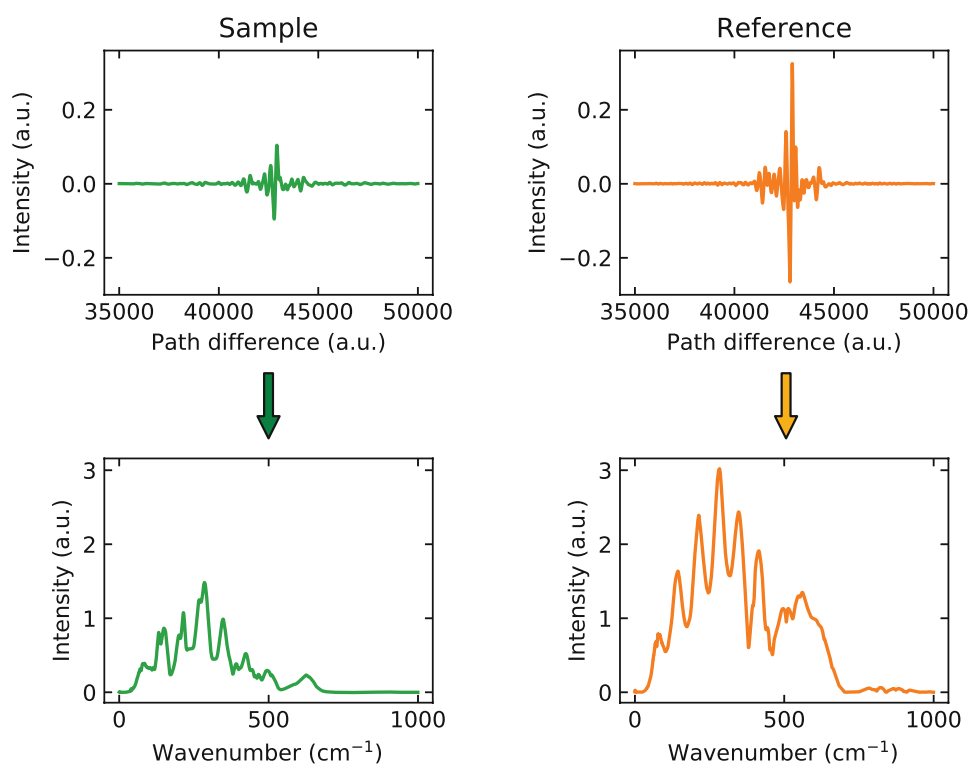 Sample
Reference
Intensity (a.u.)
0.2
0.0
−0.2
35000 40000 45000 50000
Path difference (a.u.)
Intensity (a.u.)
0.2
0.0
−0.2
35000 40000 45000 50000
Path difference (a.u.)
Intensity (a.u.)
3
2
1
0
0 500 1000
Wavenumber (cm⁻¹)
Intensity (a.u.)
3
2
1
0
0 500 1000
Wavenumber (cm⁻¹)